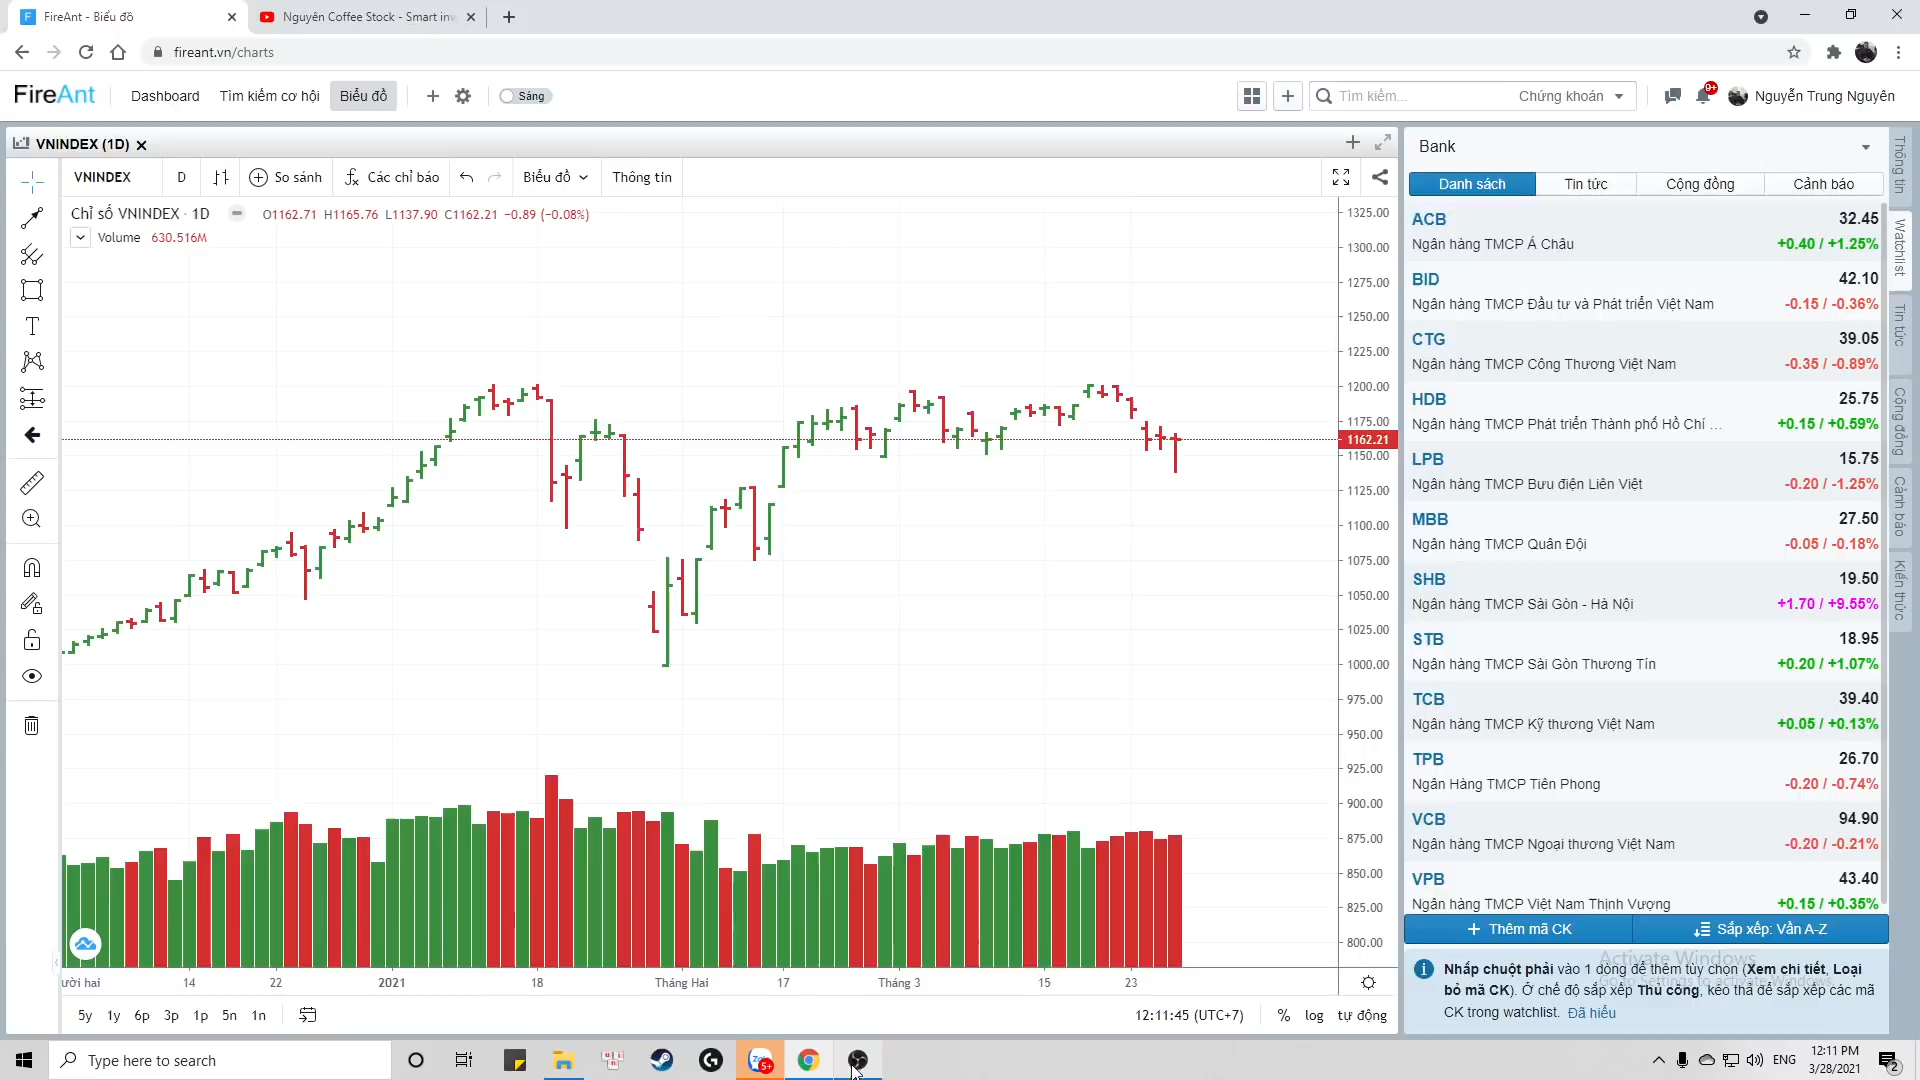 FireAnt - Biểu đồ
Nguyên Coffee Stock - Smart inv
fireant.vn/charts
FireAnt
Dashboard
Tìm kiếm cơ hội
Biểu đồ
Sáng
Tìm kiếm...
Chứng khoán
9+
Nguyễn Trung Nguyên
VNINDEX (1D)
VNINDEX
D
So sánh
Các chỉ báo
Biểu đồ
Thông tin
Chỉ số VNINDEX · 1D
O1162.71 H1165.76 L1137.90 C1162.21 −0.89 (−0.08%)
Volume 630.516M
1325.00
1300.00
1275.00
1250.00
1225.00
1200.00
1175.00
1162.21
1150.00
1125.00
1100.00
1075.00
1050.00
1025.00
1000.00
975.00
950.00
925.00
900.00
875.00
850.00
825.00
800.00
ười hai
14
22
2021
18
Tháng Hai
17
Tháng 3
15
23
5y 1y 6p 3p 1p 5n 1n
12:11:45 (UTC+7)
% log tự động
Bank
Danh sách
Tin tức
Cộng đồng
Cảnh báo
ACB 32.45
Ngân hàng TMCP Á Châu +0.40 / +1.25%
BID 42.10
Ngân hàng TMCP Đầu tư và Phát triển Việt Nam -0.15 / -0.36%
CTG 39.05
Ngân hàng TMCP Công Thương Việt Nam -0.35 / -0.89%
HDB 25.75
Ngân hàng TMCP Phát triển Thành phố Hồ Chí ... +0.15 / +0.59%
LPB 15.75
Ngân hàng TMCP Bưu điện Liên Việt -0.20 / -1.25%
MBB 27.50
Ngân hàng TMCP Quân Đội -0.05 / -0.18%
SHB 19.50
Ngân hàng TMCP Sài Gòn - Hà Nội +1.70 / +9.55%
STB 18.95
Ngân hàng TMCP Sài Gòn Thương Tín +0.20 / +1.07%
TCB 39.40
Ngân hàng TMCP Kỹ thương Việt Nam +0.05 / +0.13%
TPB 26.70
Ngân Hàng TMCP Tiên Phong -0.20 / -0.74%
VCB 94.90
Ngân hàng TMCP Ngoại thương Việt Nam -0.20 / -0.21%
VPB 43.40
Ngân hàng TMCP Việt Nam Thịnh Vượng +0.15 / +0.35%
Thêm mã CK
Sắp xếp: Vần A-Z
Activate Windows
Go to Settings to activate Windows.
Nhấp chuột phải vào 1 dòng để thêm tùy chọn (Xem chi tiết, Loại
bỏ mã CK). Ở chế độ sắp xếp Thủ công, kéo thả để sắp xếp các mã
CK trong watchlist. Đã hiểu
Thông tin
Watchlist
Tin tức
Cộng đồng
Cảnh báo
Kiến thức
Type here to search
Zalo
5+
ENG
12:11 PM
3/28/2021
2